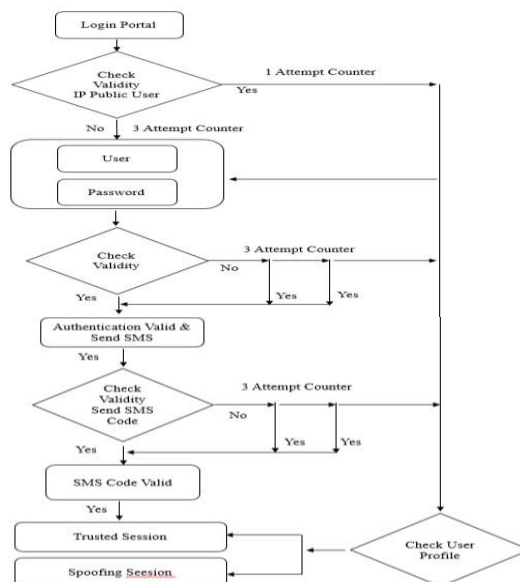 Login Portal
1 Attempt Counter
Check
Validity
IP Public User
Yes
No
3 Attempt Counter
User
Password
3 Attempt Counter
Check
Validity
No
Yes
Yes
Yes
Authentication Valid &
Send SMS
Yes
3 Attempt Counter
Check
Validity
Send SMS
Code
No
Yes
Yes
Yes
SMS Code Valid
Yes
Trusted Session
Check User
Profile
Spoofing Seesion